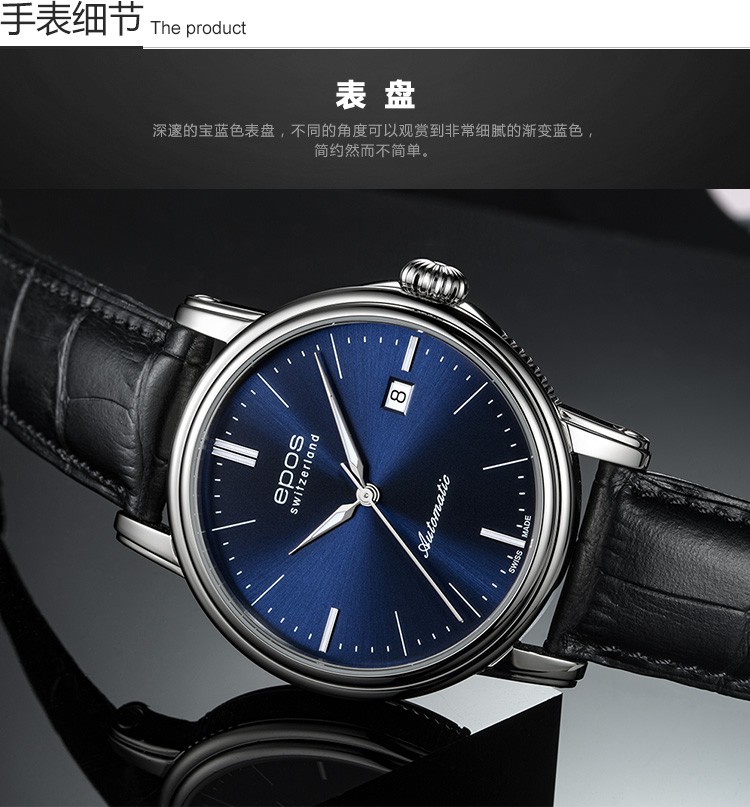 手表细节 The product
表 盘
深邃的宝蓝色表盘，不同的角度可以观赏到非常细腻的渐变蓝色，
简约然而不简单。
8
epos
switzerland
Automatic
SWISS MADE